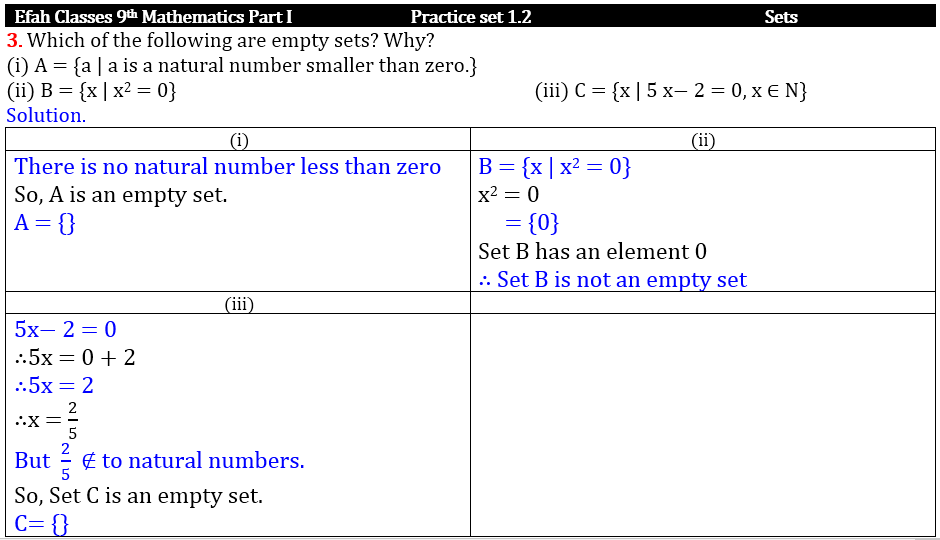 Efah Classes 9th Mathematics Part I Practice set 1.2 Sets
3. Which of the following are empty sets? Why?
(i) A = {a | a is a natural number smaller than zero.}
(ii) B = {x | x² = 0} (iii) C = {x | 5 x– 2 = 0, x ∈ N}
Solution.
(i) (ii)
There is no natural number less than zero
So, A is an empty set.
A = {}
B = {x | x² = 0}
x² = 0
= {0}
Set B has an element 0
∴ Set B is not an empty set
(iii)
5x– 2 = 0
∴5x = 0 + 2
∴5x = 2
∴x = 2/5
But 2/5 ∉ to natural numbers.
So, Set C is an empty set.
C= {}